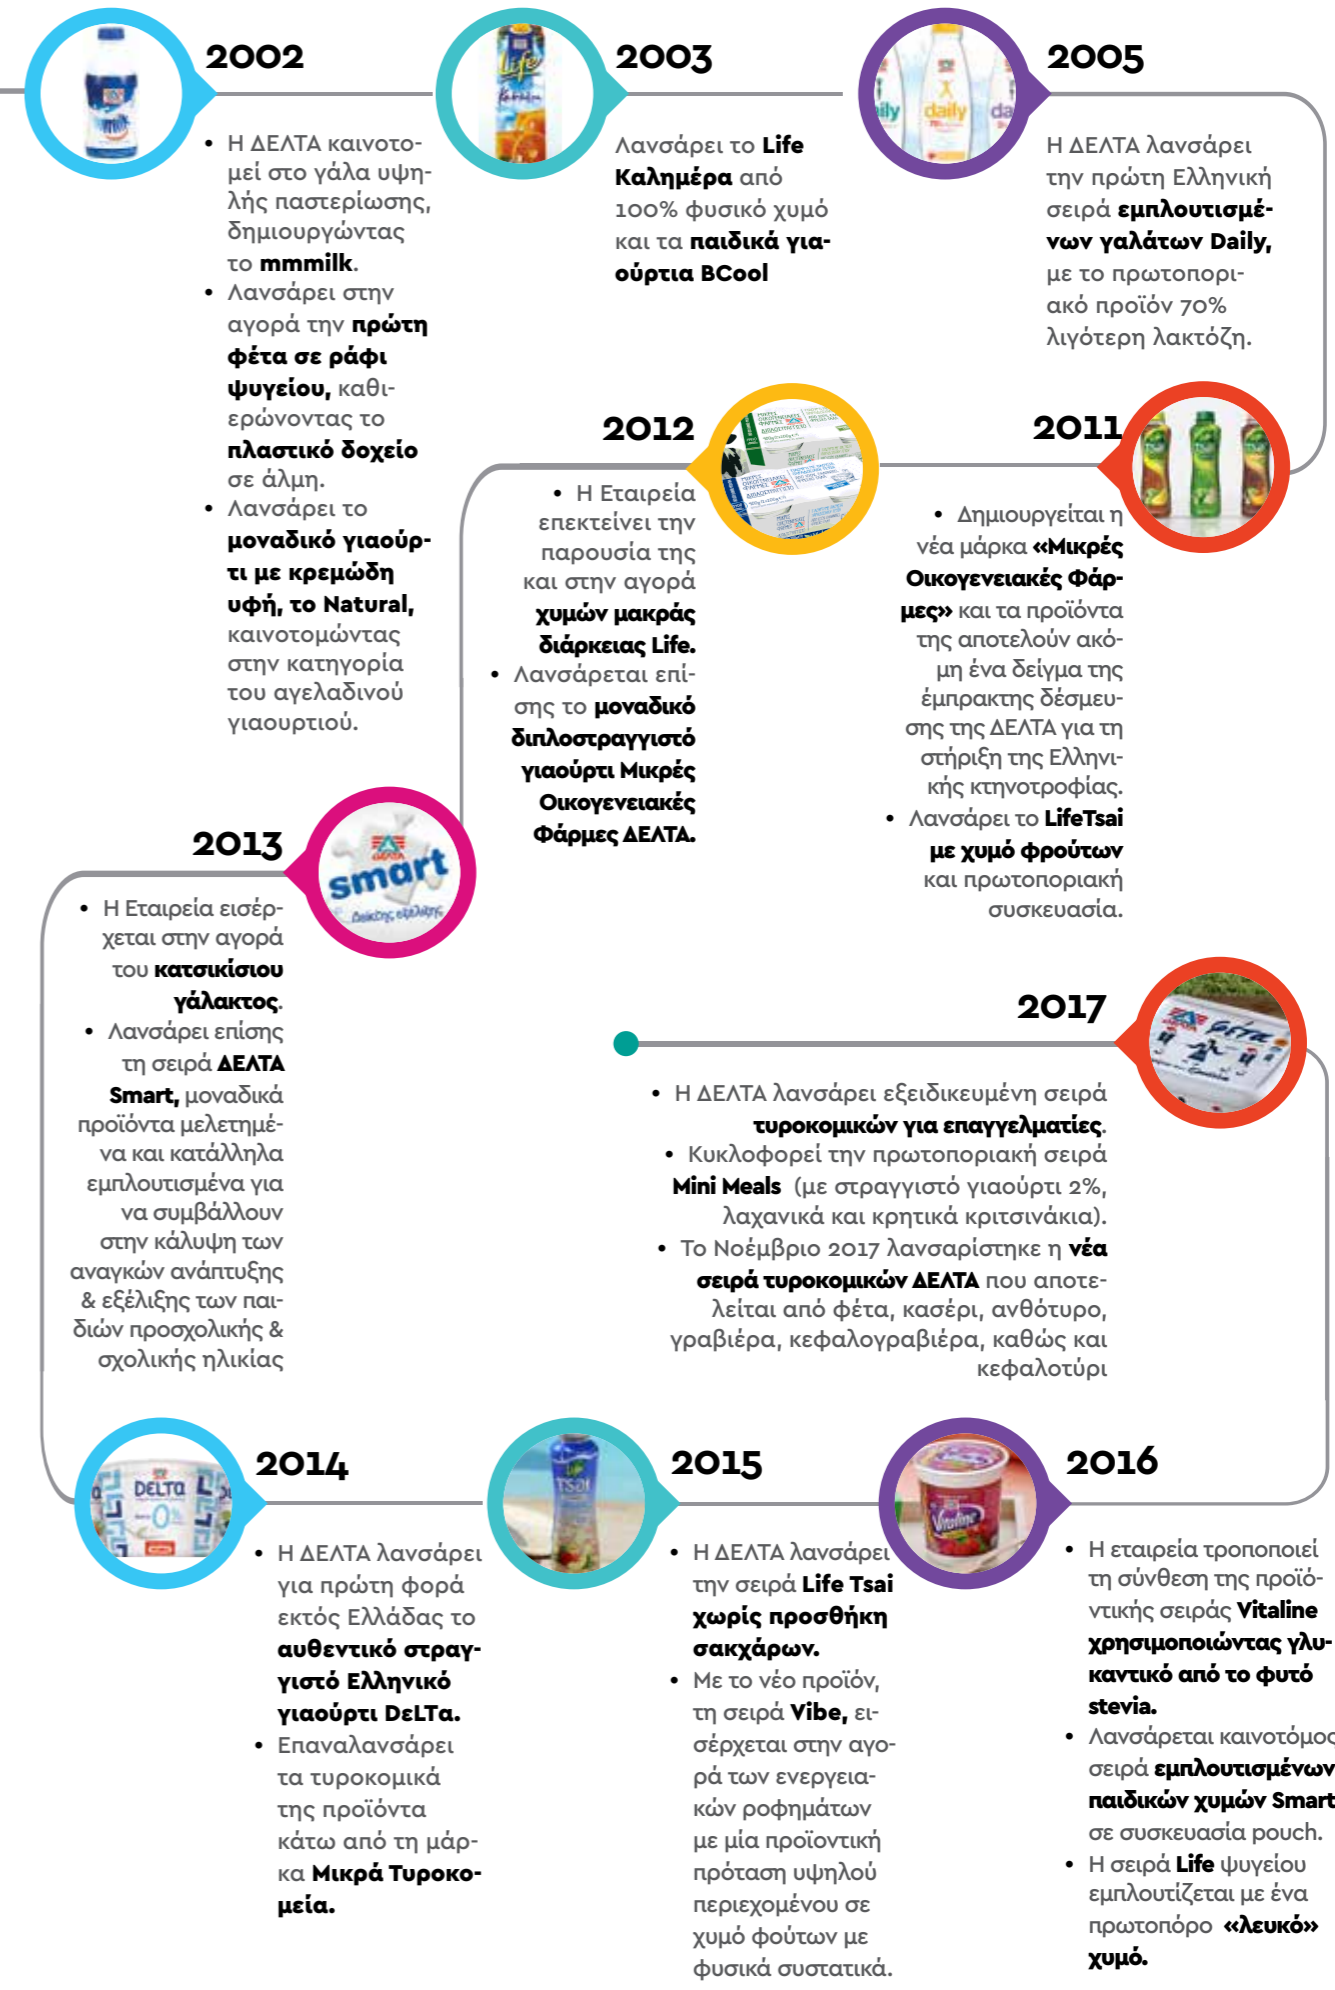 2002
• Η ΔΕΛΤΑ καινοτο-
μεί στο γάλα υψη-
λής παστερίωσης,
δημιουργώντας
το mmmilk.
• Λανσάρει στην
αγορά την πρώτη
φέτα σε ράφι
ψυγείου, καθι-
ερώνοντας το
πλαστικό δοχείο
σε άλμη.
• Λανσάρει το
μοναδικό γιαούρ-
τι με κρεμώδη
υφή, το Natural,
καινοτομώντας
στην κατηγορία
του αγελαδινού
γιαουρτιού.
Life
2003
Λανσάρει το Life
Καλημέρα από
100% φυσικό χυμό
και τα παιδικά για-
ούρτια BCool
daily
2005
Η ΔΕΛΤΑ λανσάρει
την πρώτη Ελληνική
σειρά εμπλουτισμέ-
νων γαλάτων Daily,
με το πρωτοπορι-
ακό προϊόν 70%
λιγότερη λακτόζη.
2011
• Δημιουργείται η
νέα μάρκα «Μικρές
Οικογενειακές Φάρ-
μες» και τα προϊόντα
της αποτελούν ακό-
μη ένα δείγμα της
έμπρακτης δέσμευ-
σης της ΔΕΛΤΑ για τη
στήριξη της Ελληνι-
κής κτηνοτροφίας.
• Λανσάρει το LifeTsai
με χυμό φρούτων
και πρωτοποριακή
συσκευασία.
2012
• Η Εταιρεία
επεκτείνει την
παρουσία της
και στην αγορά
χυμών μακράς
διάρκειας Life.
• Λανσάρεται επί-
σης το μοναδικό
διπλοστραγγιστό
γιαούρτι Μικρές
Οικογενειακές
Φάρμες ΔΕΛΤΑ.
2013
ΔΕΛΤΑ
smart
Δείκτης εξέλιξης
• Η Εταιρεία εισέρ-
χεται στην αγορά
του κατσικίσιου
γάλακτος.
• Λανσάρει επίσης
τη σειρά ΔΕΛΤΑ
Smart, μοναδικά
προϊόντα μελετημέ-
να και κατάλληλα
εμπλουτισμένα για
να συμβάλλουν
στην κάλυψη των
αναγκών ανάπτυξης
& εξέλιξης των παι-
διών προσχολικής &
σχολικής ηλικίας
DELTα
0%
2014
• Η ΔΕΛΤΑ λανσάρει
για πρώτη φορά
εκτός Ελλάδας το
αυθεντικό στραγ-
γιστό Ελληνικό
γιαούρτι DεLTα.
• Επαναλανσάρει
τα τυροκομικά
της προϊόντα
κάτω από τη μάρ-
κα Μικρά Τυροκο-
μεία.
TSAI
2015
• Η ΔΕΛΤΑ λανσάρει
την σειρά Life Tsai
χωρίς προσθήκη
σακχάρων.
• Με το νέο προϊόν,
τη σειρά Vibe, ει-
σέρχεται στην αγο-
ρά των ενεργεια-
κών ροφημάτων
με μία προϊοντική
πρόταση υψηλού
περιεχομένου σε
χυμό φούτων με
φυσικά συστατικά.
Vitaline
2016
• Η εταιρεία τροποποιεί
τη σύνθεση της προϊό-
ντικής σειράς Vitaline
χρησιμοποιώντας γλυ-
καντικό από το φυτό
stevia.
• Λανσάρεται καινοτόμος
σειρά εμπλουτισμένων
παιδικών χυμών Smart
σε συσκευασία pouch.
• Η σειρά Life ψυγείου
εμπλουτίζεται με ένα
πρωτοπόρο «λευκό»
χυμό.
2017
ΔΕΛΤΑ
φέτα
• Η ΔΕΛΤΑ λανσάρει εξειδικευμένη σειρά
τυροκομικών για επαγγελματίες.
• Κυκλοφορεί την πρωτοποριακή σειρά
Mini Meals (με στραγγιστό γιαούρτι 2%,
λαχανικά και κρητικά κριτσινάκια).
• Το Νοέμβριο 2017 λανσαρίστηκε η νέα
σειρά τυροκομικών ΔΕΛΤΑ που αποτε-
λείται από φέτα, κασέρι, ανθότυρο,
γραβιέρα, κεφαλογραβιέρα, καθώς και
κεφαλοτύρι